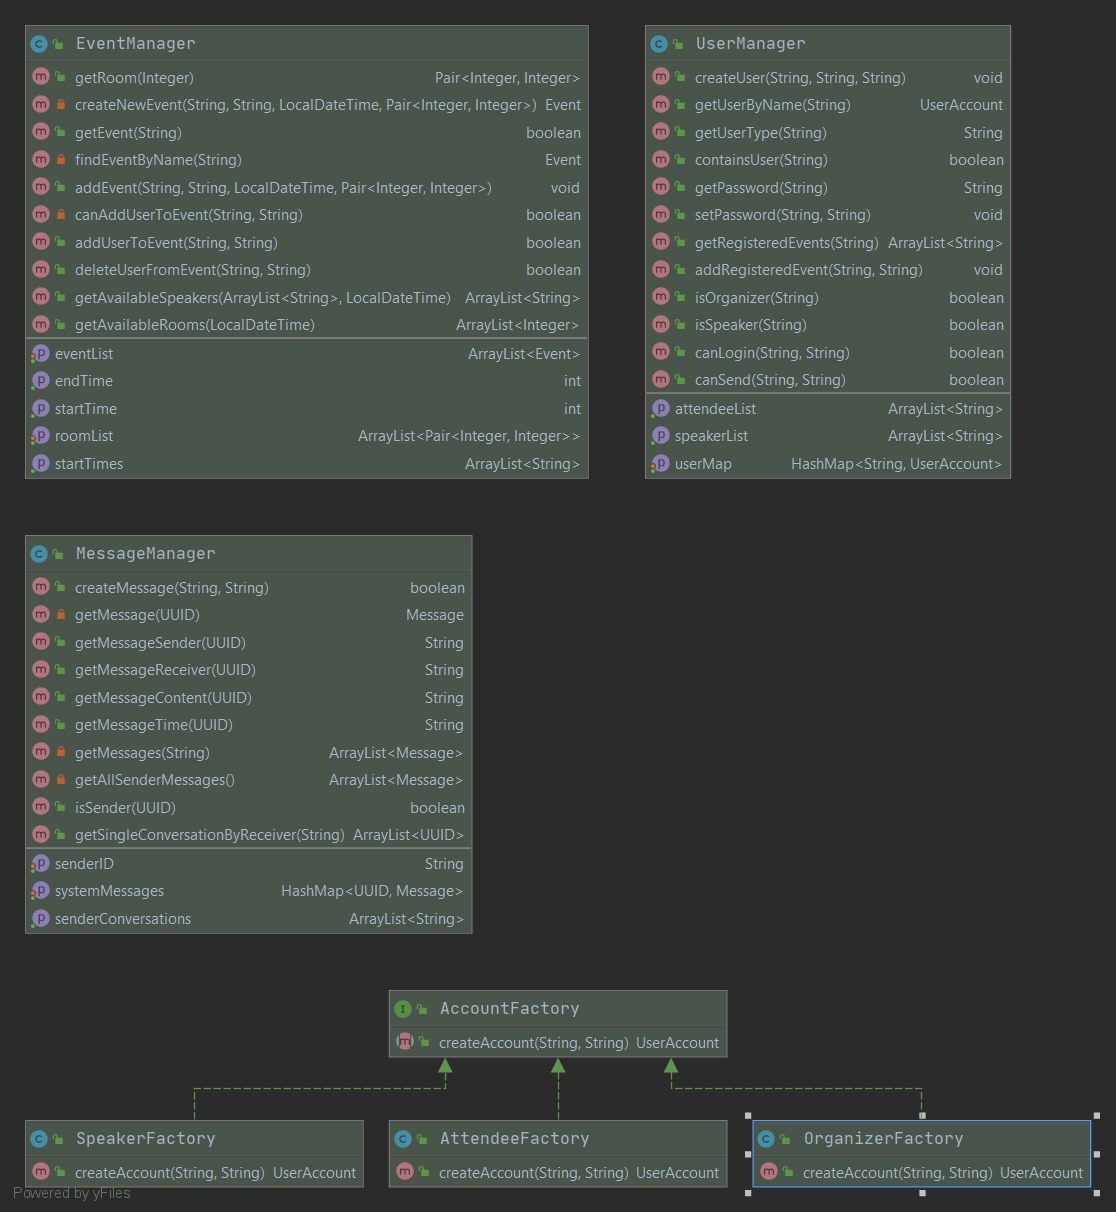 EventManager
getRoom(Integer) Pair<Integer, Integer>
createNewEvent(String, String, LocalDateTime, Pair<Integer, Integer>) Event
getEvent(String) boolean
findEventByName(String) Event
addEvent(String, String, LocalDateTime, Pair<Integer, Integer>) void
canAddUserToEvent(String, String) boolean
addUserToEvent(String, String) boolean
deleteUserFromEvent(String, String) boolean
getAvailableSpeakers(ArrayList<String>, LocalDateTime) ArrayList<String>
getAvailableRooms(LocalDateTime) ArrayList<Integer>
eventList ArrayList<Event>
endTime int
startTime int
roomList ArrayList<Pair<Integer, Integer>>
startTimes ArrayList<String>
UserManager
createUser(String, String, String) void
getUserByName(String) UserAccount
getUserType(String) String
containsUser(String) boolean
getPassword(String) String
setPassword(String, String) void
getRegisteredEvents(String) ArrayList<String>
addRegisteredEvent(String, String) void
isOrganizer(String) boolean
isSpeaker(String) boolean
canLogin(String, String) boolean
canSend(String, String) boolean
attendeeList ArrayList<String>
speakerList ArrayList<String>
userMap HashMap<String, UserAccount>
MessageManager
createMessage(String, String) boolean
getMessage(UUID) Message
getMessageSender(UUID) String
getMessageReceiver(UUID) String
getMessageContent(UUID) String
getMessageTime(UUID) String
getMessages(String) ArrayList<Message>
getAllSenderMessages() ArrayList<Message>
isSender(UUID) boolean
getSingleConversationByReceiver(String) ArrayList<UUID>
senderID String
systemMessages HashMap<UUID, Message>
senderConversations ArrayList<String>
AccountFactory
createAccount(String, String) UserAccount
SpeakerFactory
createAccount(String, String) UserAccount
AttendeeFactory
createAccount(String, String) UserAccount
OrganizerFactory
createAccount(String, String) UserAccount
Powered by yFiles